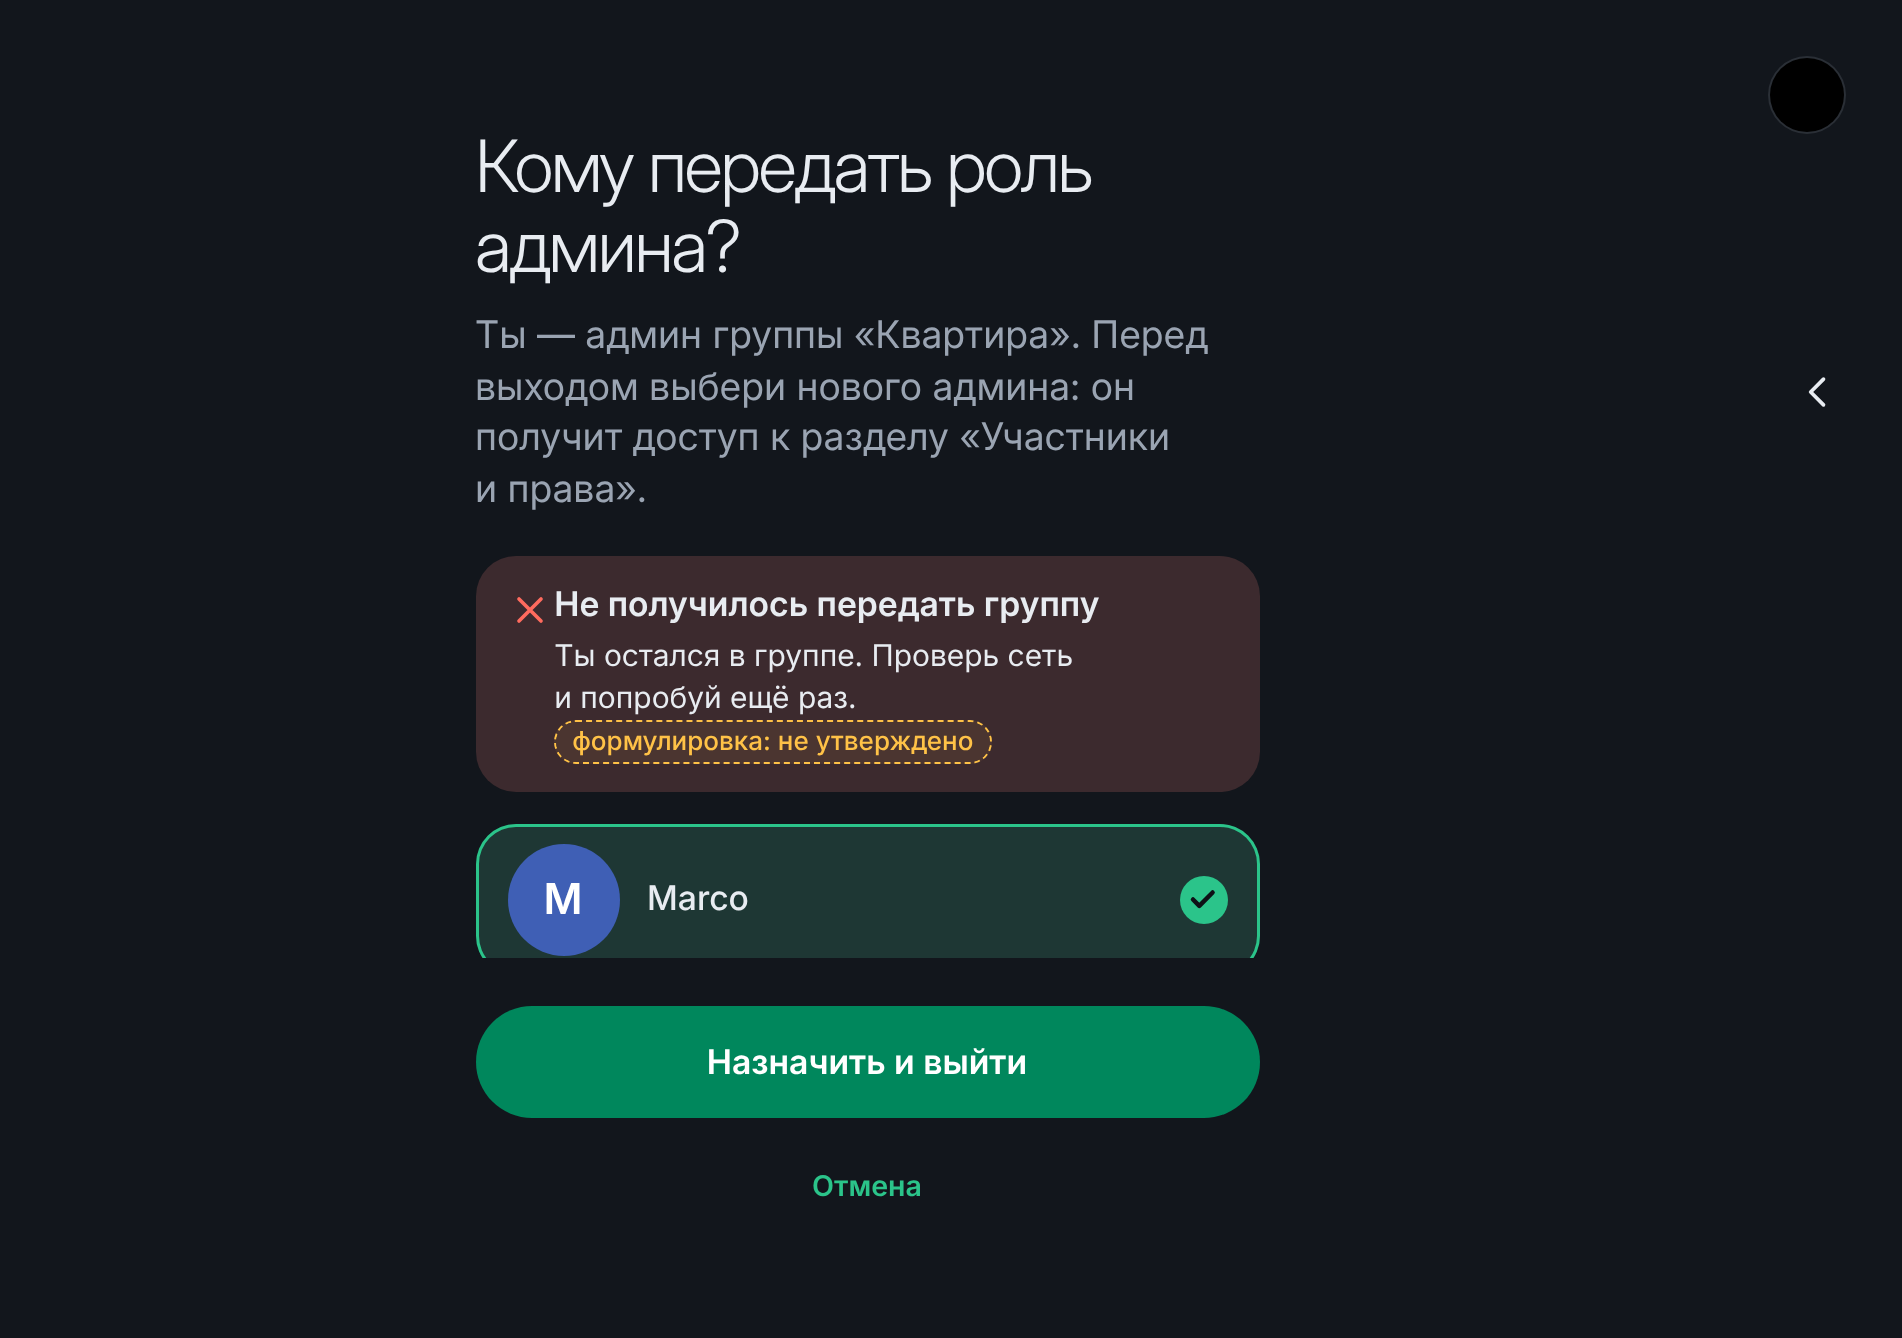 Кому передать роль
админа?
Ты — админ группы «Квартира». Перед
выходом выбери нового админа: он
получит доступ к разделу «Участники
и права».
Не получилось передать группу
Ты остался в группе. Проверь сеть
и попробуй ещё раз.
формулировка: не утверждено
M
Marco
Назначить и выйти
Отмена